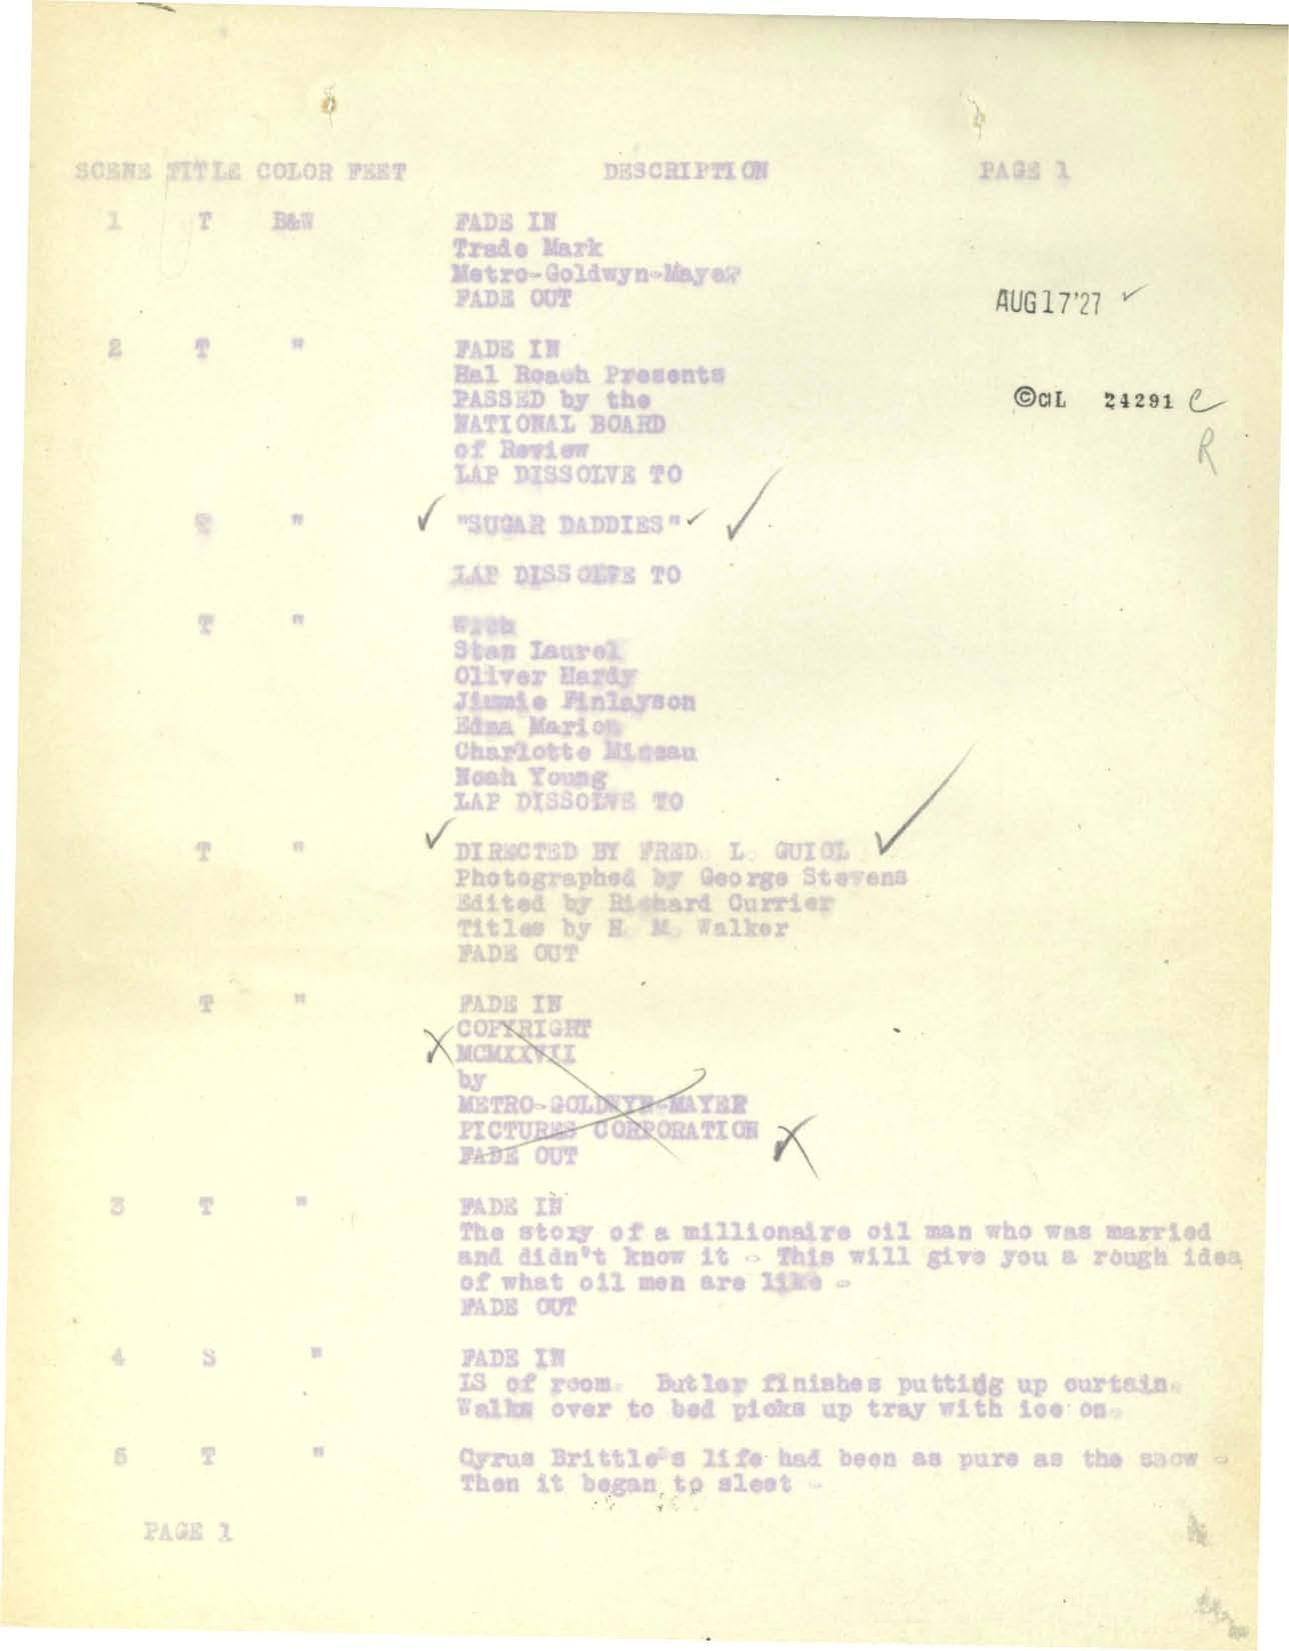 SCENE TITLE COLOR FEET DESCRIPTION PAGE 1
1 T B&W FADE IN
Trade Mark
Metro-Goldwyn-Mayer
FADE OUT
AUG 17'27
2 T " FADE IN
Hal Roach Presents
PASSED by the
NATIONAL BOARD
of Review
LAP DISSOLVE TO
©CIL 24291 C
R
T " "SUGAR DADDIES"
LAP DISSOLVE TO
T " With
Stan Laurel
Oliver Hardy
Jimmie Finlayson
Edna Marion
Charlotte Mineau
Noah Young
LAP DISSOLVE TO
T " DIRECTED BY FRED. L. GUIOL
Photographed by George Stevens
Edited by Richard Currier
Titles by H. M. Walker
FADE OUT
T " FADE IN
COPYRIGHT
MCMXXVII
by
METRO-GOLDWYN-MAYER
PICTURES CORPORATION
FADE OUT
3 T " FADE IN
The story of a millionaire oil man who was married
and didn't know it - This will give you a rough idea
of what oil men are like -
FADE OUT
4 S " FADE IN
LS of room. Butler finishes putting up curtain.
Walks over to bed picks up tray with ice on.
5 T " Cyrus Brittle's life had been as pure as the snow -
Then it began to sleet -
PAGE 1